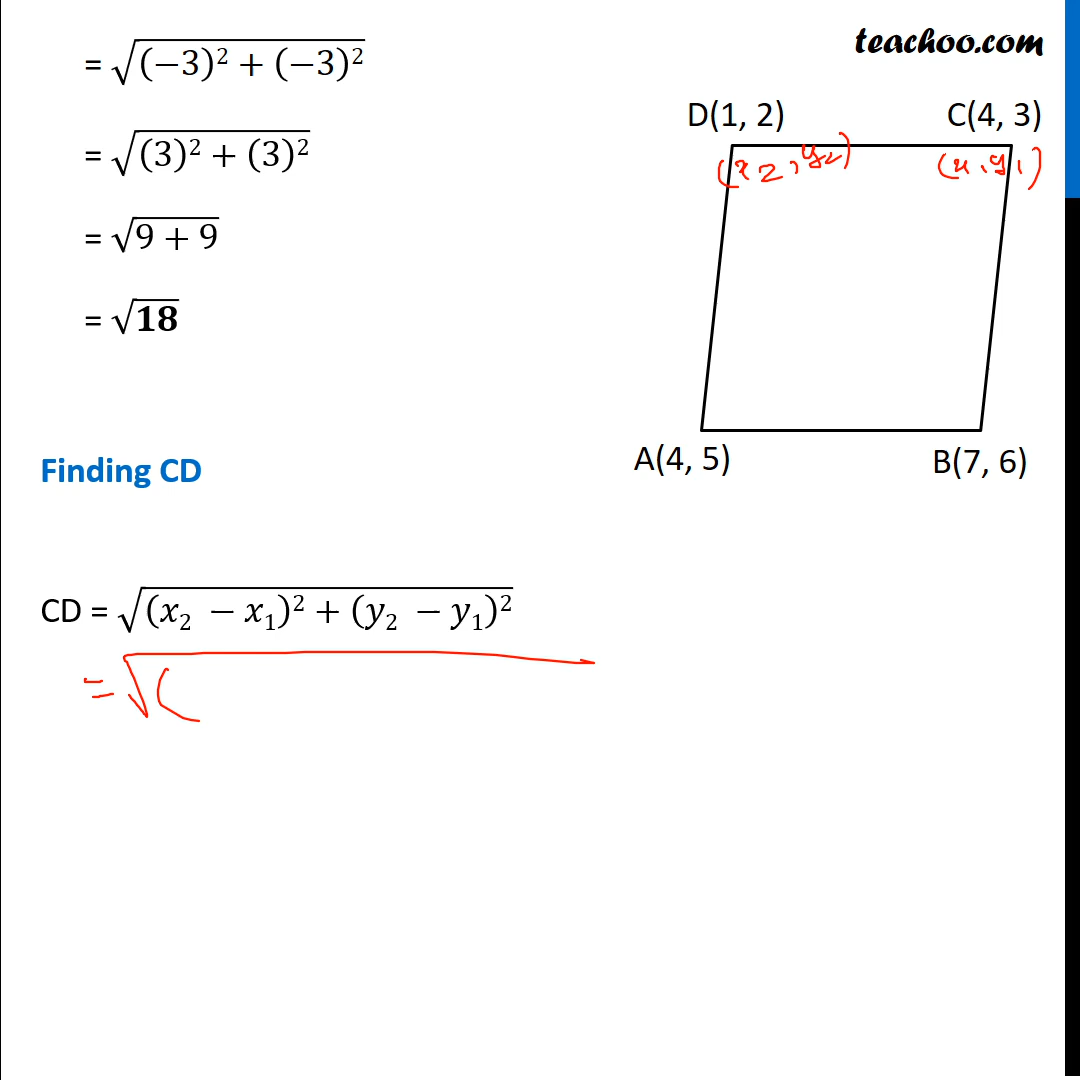 = √((−3)² + (−3)²)
teachoo.com
= √((3)² + (3)²)
= √(9 + 9)
= √18
D(1, 2) C(4, 3)
(x2, y2) (x, y1)
A(4, 5) B(7, 6)
Finding CD
CD = √((x₂ − x₁)² + (y₂ − y₁)²)
= √(